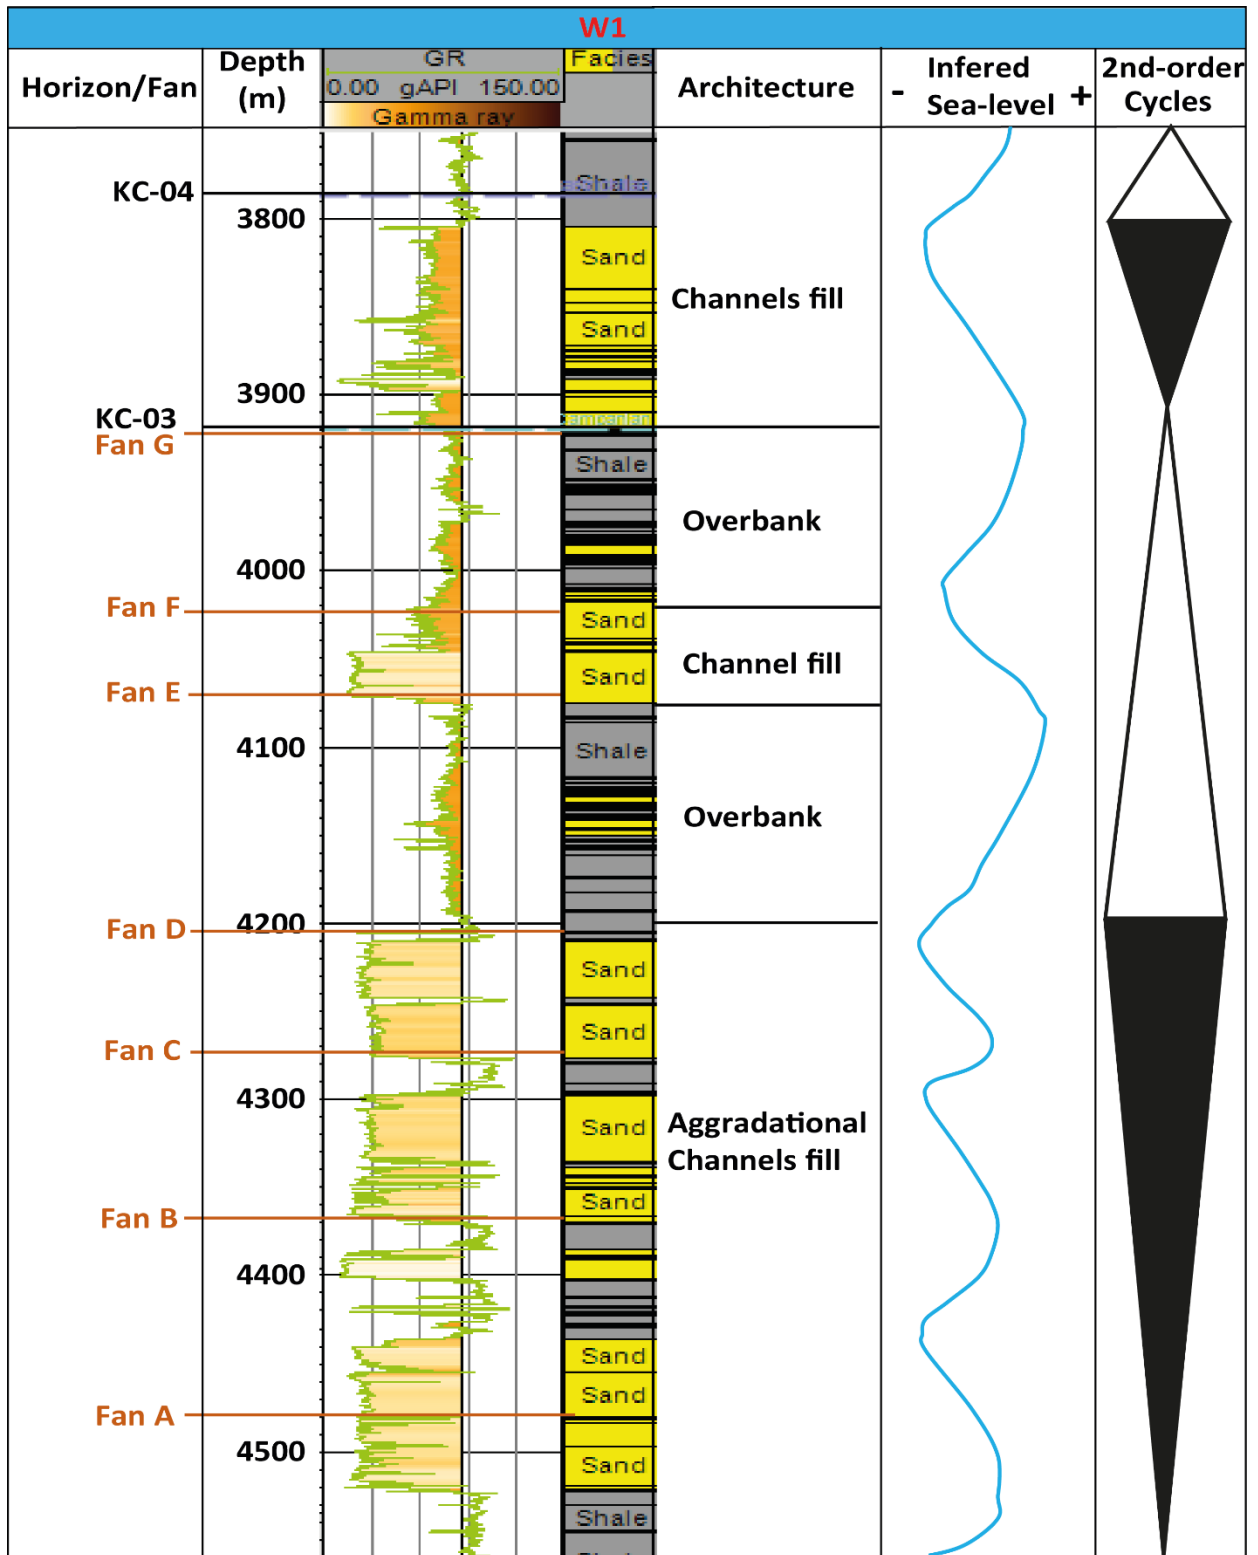 W1
Horizon/Fan
Depth
(m)
GR
0.00 gAPI 150.00
Gamma ray
Facies
Architecture
- Infered
Sea-level +
2nd-order
Cycles
KC-04
Shale
3800
Sand
Channels fill
Sand
3900
KC-03
Fan G
Shale
Overbank
4000
Fan F
Sand
Channel fill
Sand
Fan E
4100
Shale
Overbank
4200
Fan D
Sand
Sand
Fan C
4300
Sand
Aggradational
Channels fill
Sand
Fan B
4400
Sand
Sand
Fan A
4500
Sand
Shale